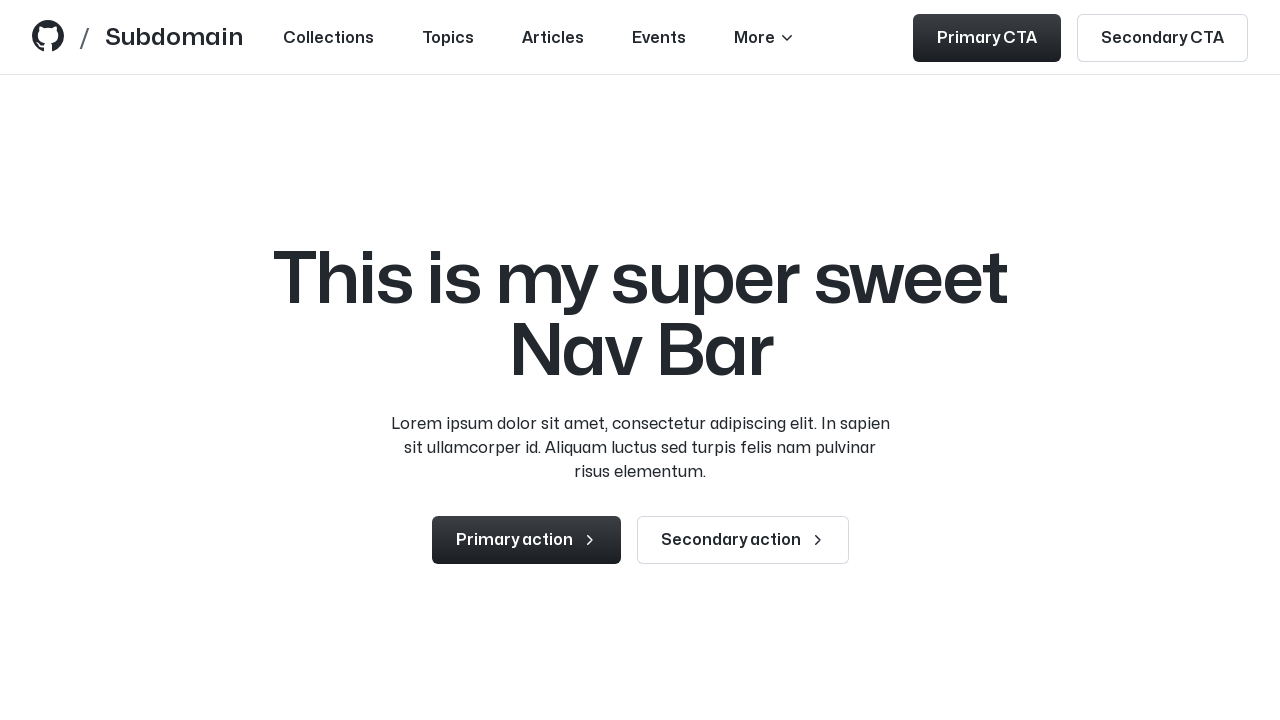 / Subdomain Collections Topics Articles Events More Primary CTA Secondary CTA
This is my super sweet
Nav Bar
Lorem ipsum dolor sit amet, consectetur adipiscing elit. In sapien
sit ullamcorper id. Aliquam luctus sed turpis felis nam pulvinar
risus elementum.
Primary action Secondary action